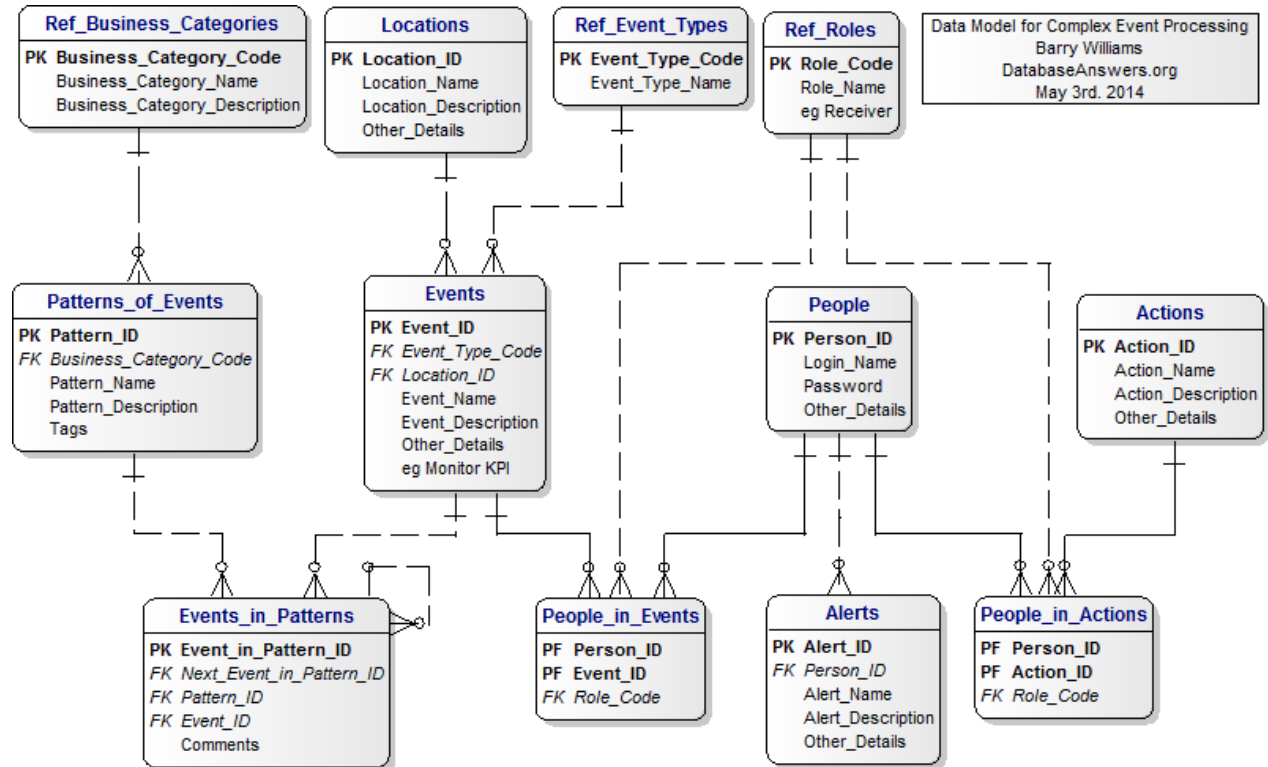 Ref_Business_Categories
PK Business_Category_Code
Business_Category_Name
Business_Category_Description
Locations
PK Location_ID
Location_Name
Location_Description
Other_Details
Ref_Event_Types
PK Event_Type_Code
Event_Type_Name
Ref_Roles
PK Role_Code
Role_Name
eg Receiver
Data Model for Complex Event Processing
Barry Williams
DatabaseAnswers.org
May 3rd. 2014
Patterns_of_Events
PK Pattern_ID
FK Business_Category_Code
Pattern_Name
Pattern_Description
Tags
Events
PK Event_ID
FK Event_Type_Code
FK Location_ID
Event_Name
Event_Description
Other_Details
eg Monitor KPI
People
PK Person_ID
Login_Name
Password
Other_Details
Actions
PK Action_ID
Action_Name
Action_Description
Other_Details
Events_in_Patterns
PK Event_in_Pattern_ID
FK Next_Event_in_Pattern_ID
FK Pattern_ID
FK Event_ID
Comments
People_in_Events
PF Person_ID
PF Event_ID
FK Role_Code
Alerts
PK Alert_ID
FK Person_ID
Alert_Name
Alert_Description
Other_Details
People_in_Actions
PF Person_ID
PF Action_ID
FK Role_Code